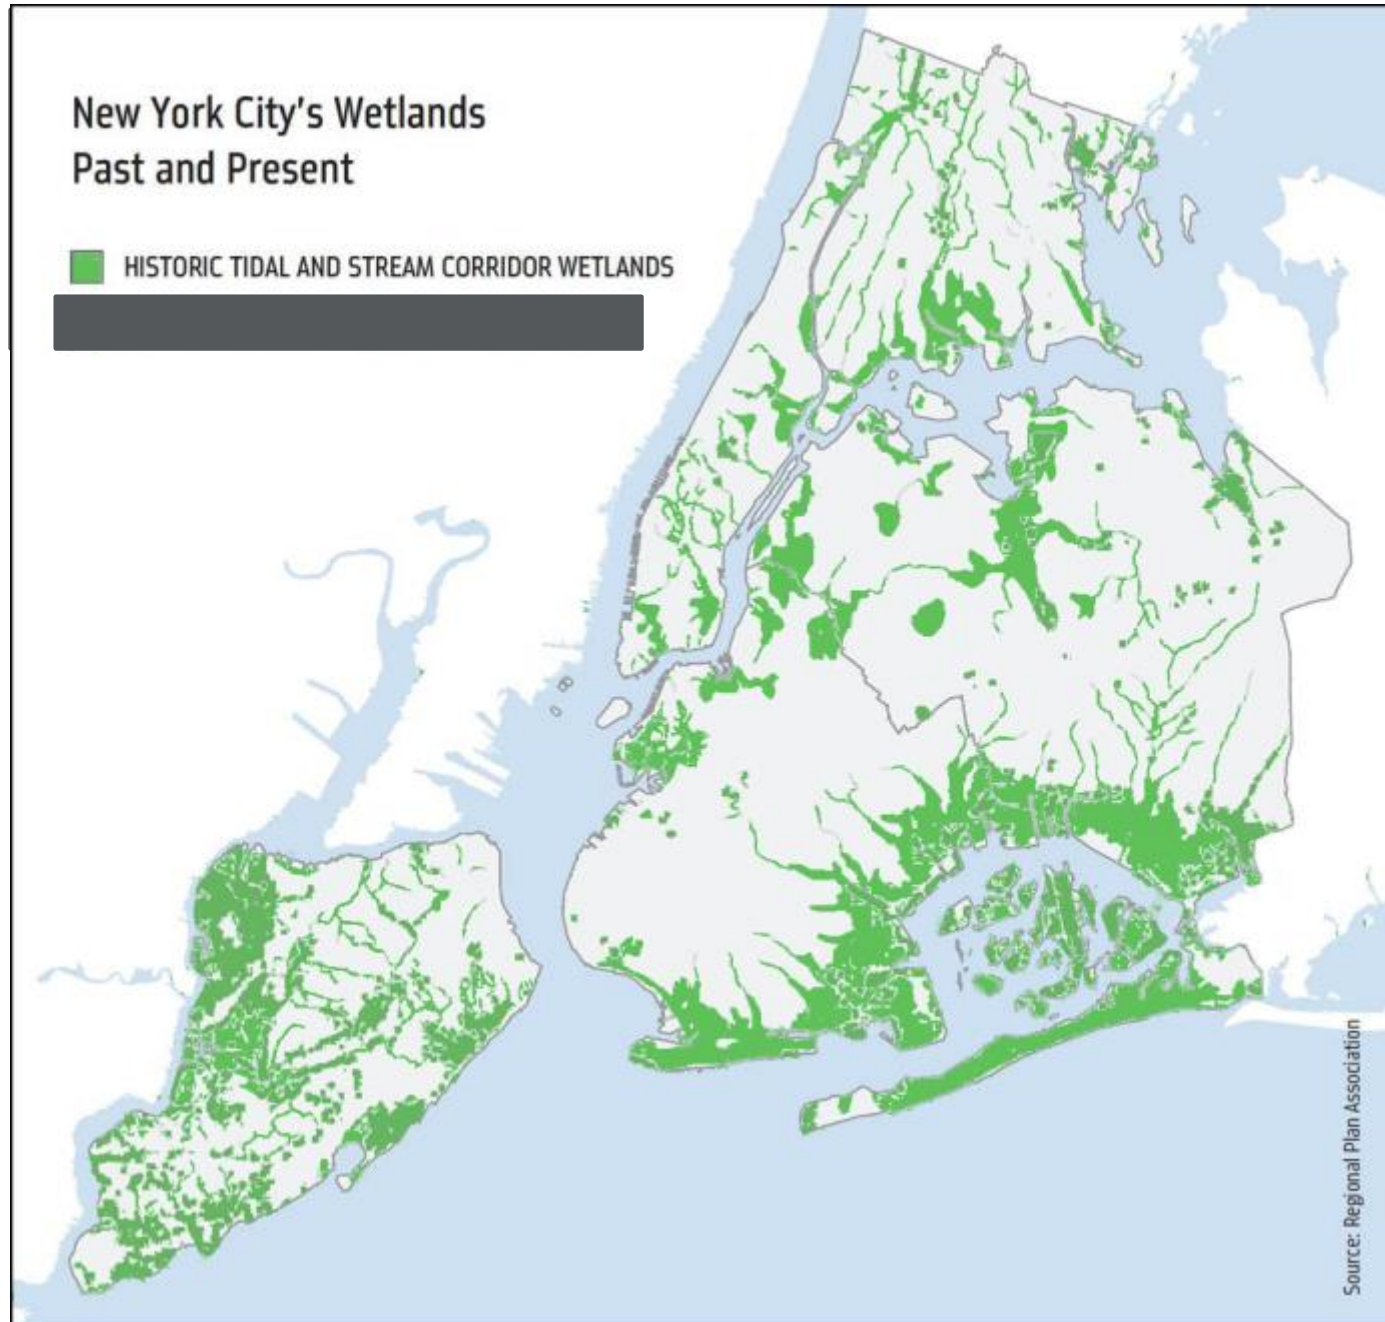 New York City's Wetlands
Past and Present
HISTORIC TIDAL AND STREAM CORRIDOR WETLANDS
Source: Regional Plan Association